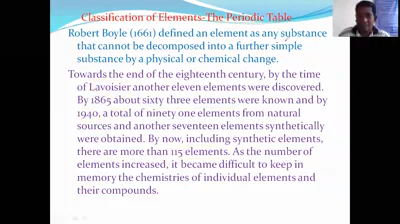 Classification of Elements-The Periodic Table
Robert Boyle (1661) defined an element as any substance
that cannot be decomposed into a further simple
substance by a physical or chemical change.
Towards the end of the eighteenth century, by the time
of Lavoisier another eleven elements were discovered.
By 1865 about sixty three elements were known and by
1940, a total of ninety one elements from natural
sources and another seventeen elements synthetically
were obtained. By now, including synthetic elements,
there are more than 115 elements. As the number of
elements increased, it became difficult to keep in
memory the chemistries of individual elements and
their compounds.